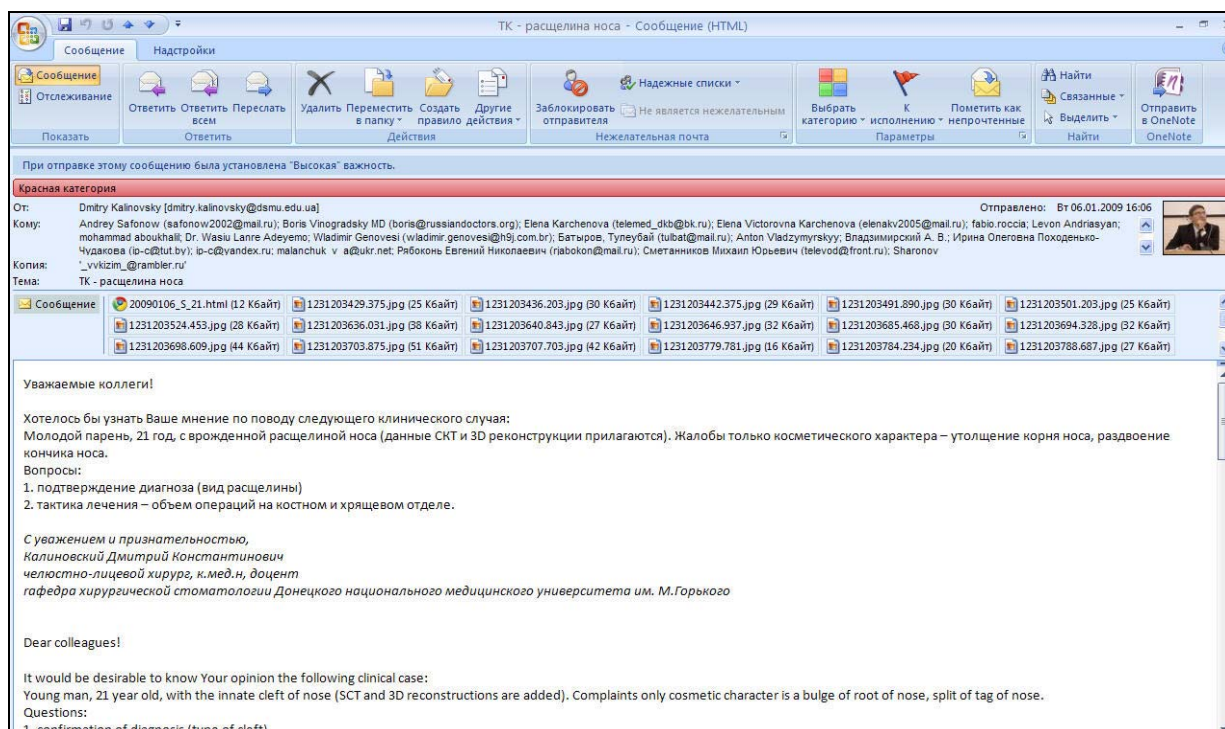 ТК - расщелина носа - Сообщение (HTML)
Сообщение Надстройки
Сообщение
Отслеживание
Показать
Ответить Ответить всем Переслать
Ответить
Удалить Переместить в папку Создать правило Другие действия
Действия
Заблокировать отправителя
Надежные списки
Не является нежелательным
Нежелательная почта
Выбрать категорию К исполнению Пометить как непрочтенные
Параметры
Найти
Связанные
Выделить
Найти
Отправить в OneNote
OneNote
При отправке этому сообщению была установлена "Высокая" важность.
Красная категория
От: Dmitry Kalinovsky [dmitry.kalinovsky@dsmu.edu.ua] Отправлено: Вт 06.01.2009 16:06
Кому: Andrey Safonow (safonow2002@mail.ru); Boris Vinogradsky MD (boris@russiandoctors.org); Elena Karchenova (telemed_dkb@bk.ru); Elena Victorovna Karchenova (elenakv2005@mail.ru); fabio.roccia; Levon Andriasyan;
mohammad aboukhalil; Dr. Wasiu Lanre Adeyemo; Wladimir Genovesi (wladimir.genovesi@h9j.com.br); Батыров, Тулеубай (tulbat@mail.ru); Anton Vladzymyrskyy; Владзимирский А. В.; Ирина Олеговна Походенько-
Чудакова (ip-c@tut.by); ip-c@yandex.ru; malanchuk_v_a@ukr.net; Рябоконь Евгений Николаевич (riabokon@mail.ru); Сметанников Михаил Юрьевич (televod@front.ru); Sharonov
Копия: '_vvkizim_@rambler.ru'
Тема: ТК - расщелина носа
Сообщение 20090106_S_21.html (12 Кбайт) 1231203429.375.jpg (25 Кбайт) 1231203436.203.jpg (30 Кбайт) 1231203442.375.jpg (29 Кбайт) 1231203491.890.jpg (30 Кбайт) 1231203501.203.jpg (25 Кбайт)
1231203524.453.jpg (28 Кбайт) 1231203636.031.jpg (38 Кбайт) 1231203640.843.jpg (27 Кбайт) 1231203646.937.jpg (32 Кбайт) 1231203685.468.jpg (30 Кбайт) 1231203694.328.jpg (32 Кбайт)
1231203698.609.jpg (44 Кбайт) 1231203703.875.jpg (51 Кбайт) 1231203707.703.jpg (42 Кбайт) 1231203779.781.jpg (16 Кбайт) 1231203784.234.jpg (20 Кбайт) 1231203788.687.jpg (27 Кбайт)
Уважаемые коллеги!
Хотелось бы узнать Ваше мнение по поводу следующего клинического случая:
Молодой парень, 21 год, с врожденной расщелиной носа (данные СКТ и 3D реконструкции прилагаются). Жалобы только косметического характера – утолщение корня носа, раздвоение
кончика носа.
Вопросы:
1. подтверждение диагноза (вид расщелины)
2. тактика лечения – объем операций на костном и хрящевом отделе.
С уважением и признательностью,
Калиновский Дмитрий Константинович
челюстно-лицевой хирург, к.мед.н, доцент
кафедра хирургической стоматологии Донецкого национального медицинского университета им. М.Горького
Dear colleagues!
It would be desirable to know Your opinion the following clinical case:
Young man, 21 year old, with the innate cleft of nose (SCT and 3D reconstructions are added). Complaints only cosmetic character is a bulge of root of nose, split of tag of nose.
Questions:
1. confirmation of diagnosis (type of cleft)